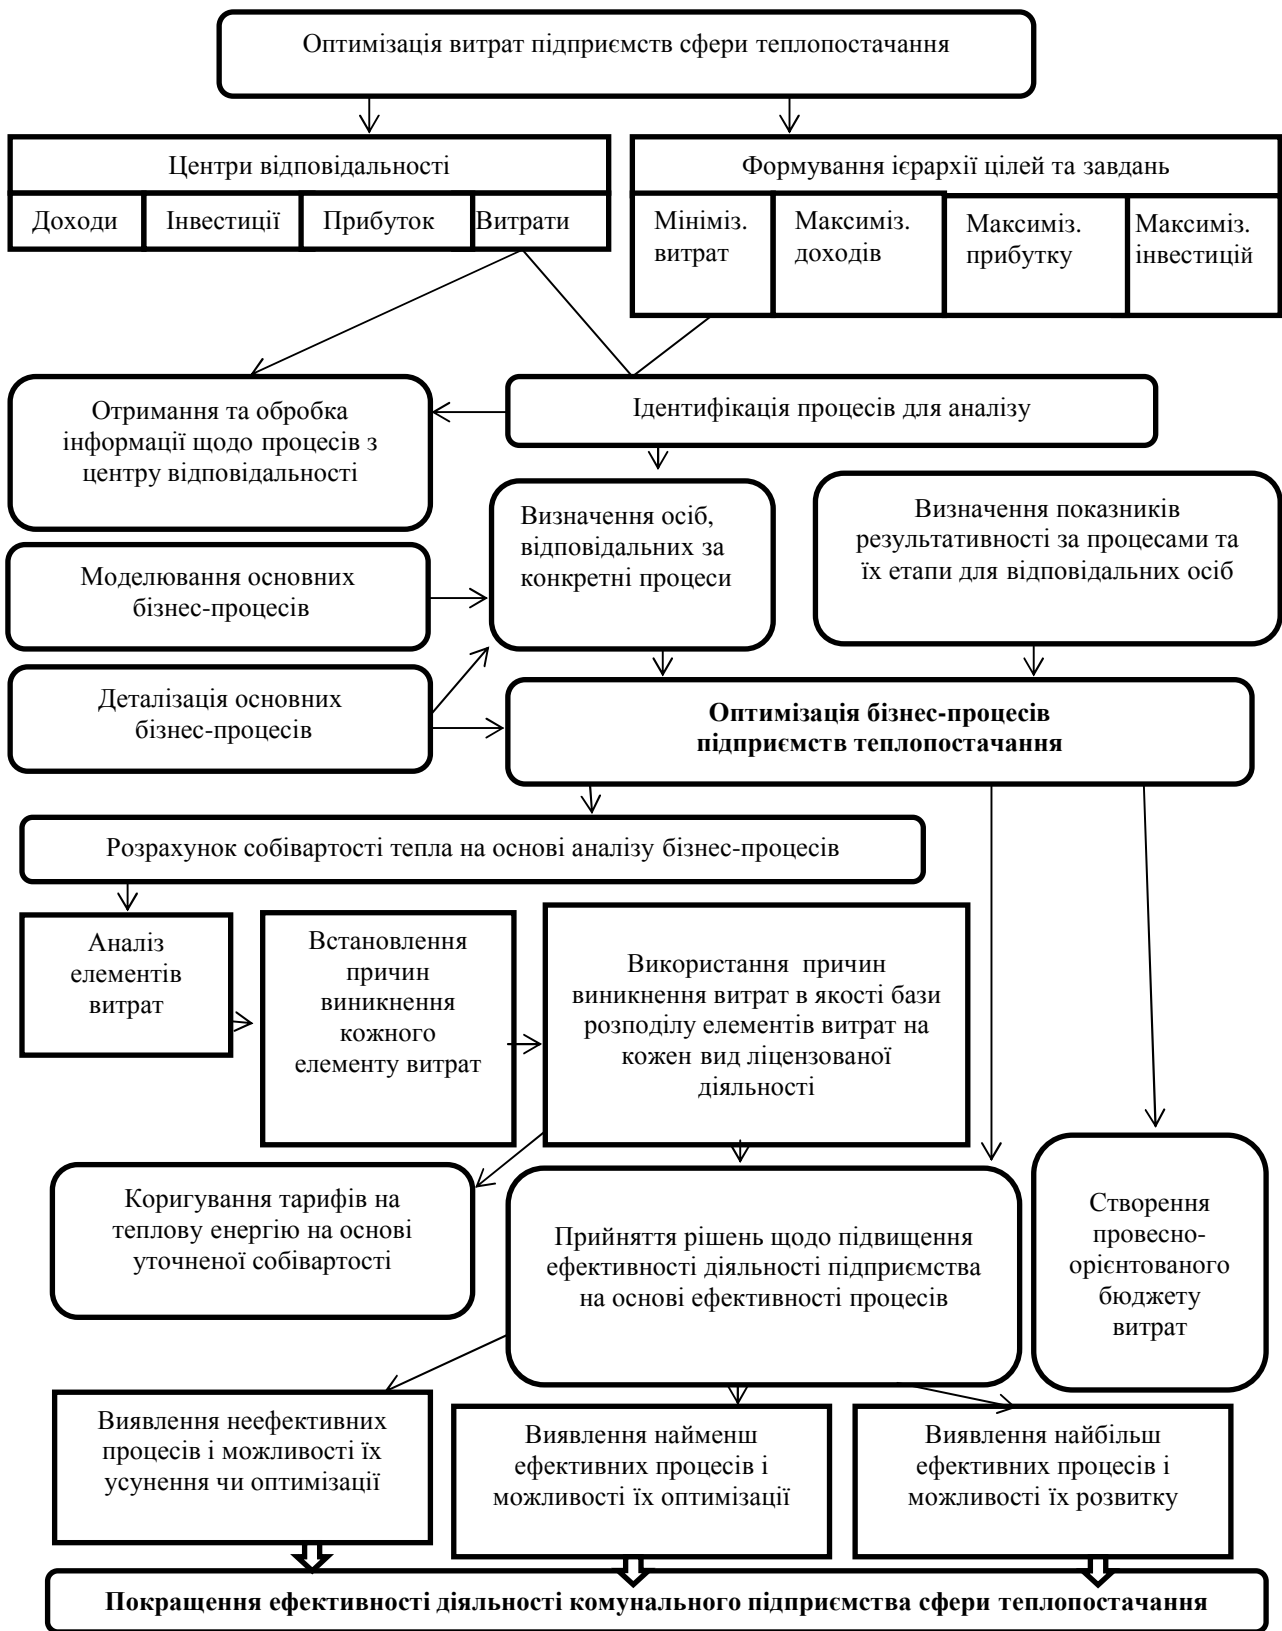 Оптимізація витрат підприємств сфери теплопостачання
Центри відповідальності
Доходи
Інвестиції
Прибуток
Витрати
Формування ієрархії цілей та завдань
Мініміз.
витрат
Максиміз.
доходів
Максиміз.
прибутку
Максиміз.
інвестицій
Отримання та обробка
інформації щодо процесів з
центру відповідальності
Ідентифікація процесів для аналізу
Визначення осіб,
відповідальних за
конкретні процеси
Визначення показників
результативності за процесами та
їх етапи для відповідальних осіб
Моделювання основних
бізнес-процесів
Деталізація основних
бізнес-процесів
Оптимізація бізнес-процесів
підприємств теплопостачання
Розрахунок собівартості тепла на основі аналізу бізнес-процесів
Аналіз
елементів
витрат
Встановлення
причин
виникнення
кожного
елементу витрат
Використання причин
виникнення витрат в якості бази
розподілу елементів витрат на
кожен вид ліцензованої
діяльності
Коригування тарифів на
теплову енергію на основі
уточненої собівартості
Прийняття рішень щодо підвищення
ефективності діяльності підприємства
на основі ефективності процесів
Створення
провесно-
орієнтованого
бюджету
витрат
Виявлення неефективних
процесів і можливості їх
усунення чи оптимізації
Виявлення найменш
ефективних процесів і
можливості їх оптимізації
Виявлення найбільш
ефективних процесів і
можливості їх розвитку
Покращення ефективності діяльності комунального підприємства сфери теплопостачання